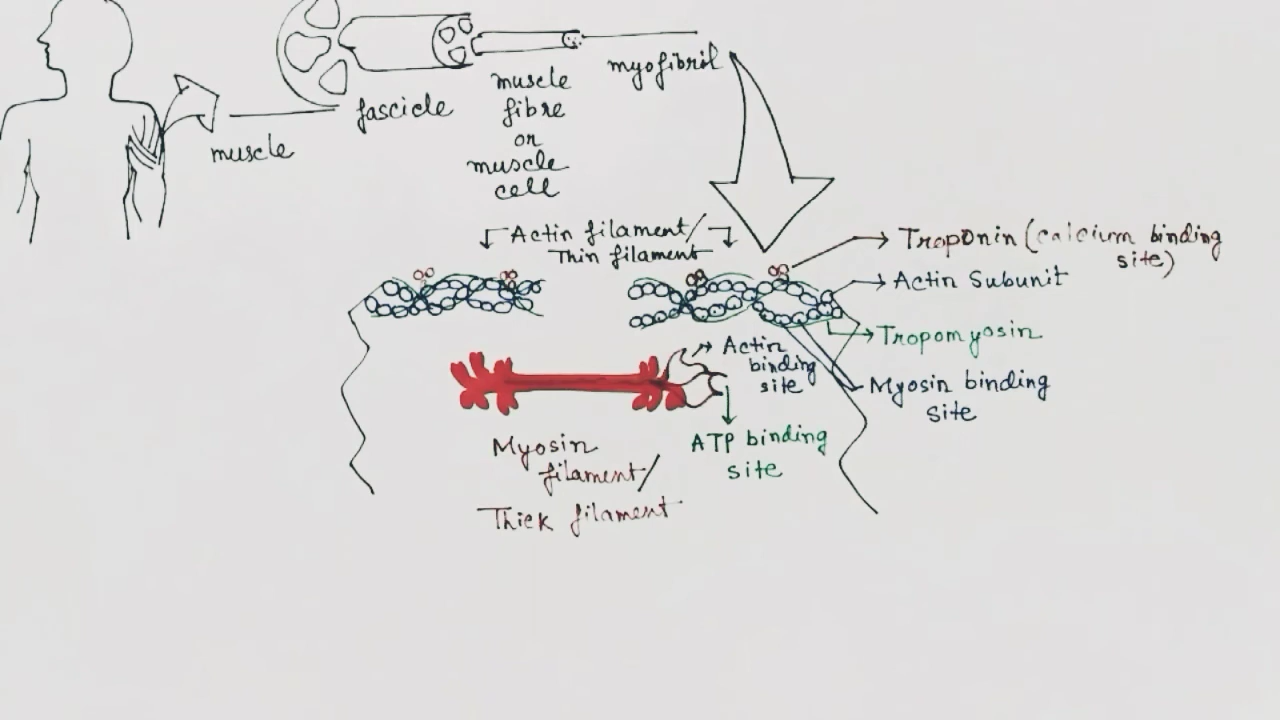 muscle
fascicle
muscle
fibre
or
muscle
cell
myofibril
Actin filament/
Thin filament
Troponin (calcium binding
site)
Actin Subunit
Tropomyosin
Myosin binding
site
Actin
binding
site
ATP binding
site
Myosin
filament/
Thick filament